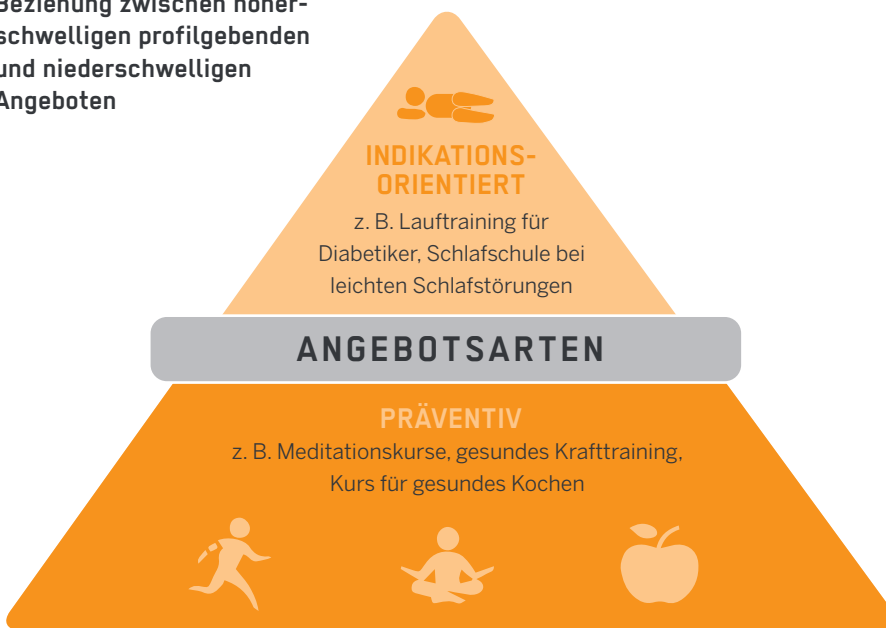 Beziehung zwischen höher-
schwelligen profilgebenden
und niederschwelligen
Angeboten
INDIKATIONS-
ORIENTIERT
z. B. Lauftraining für
Diabetiker, Schlafschule bei
leichten Schlafstörungen
ANGEBOTSARTEN
PRÄVENTIV
z. B. Meditationskurse, gesundes Krafttraining,
Kurs für gesundes Kochen